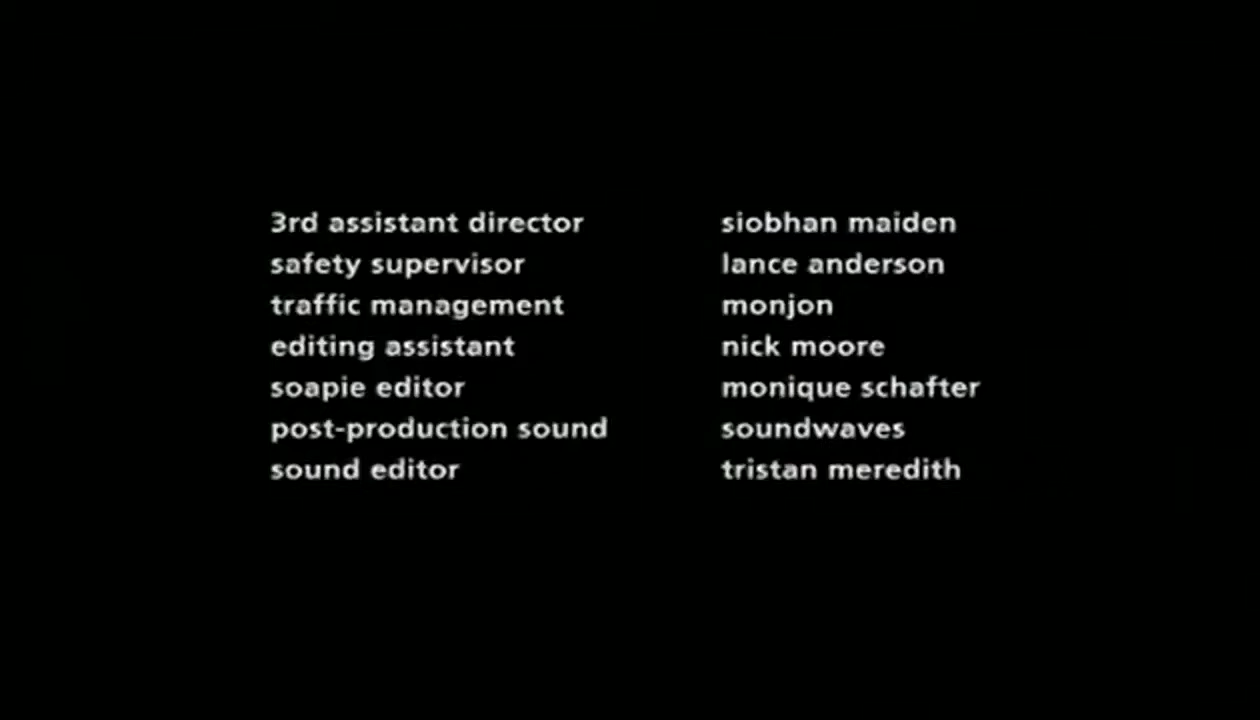 3rd assistant director siobhan maiden
safety supervisor lance anderson
traffic management monjon
editing assistant nick moore
soapie editor monique schafter
post-production sound soundwaves
sound editor tristan meredith